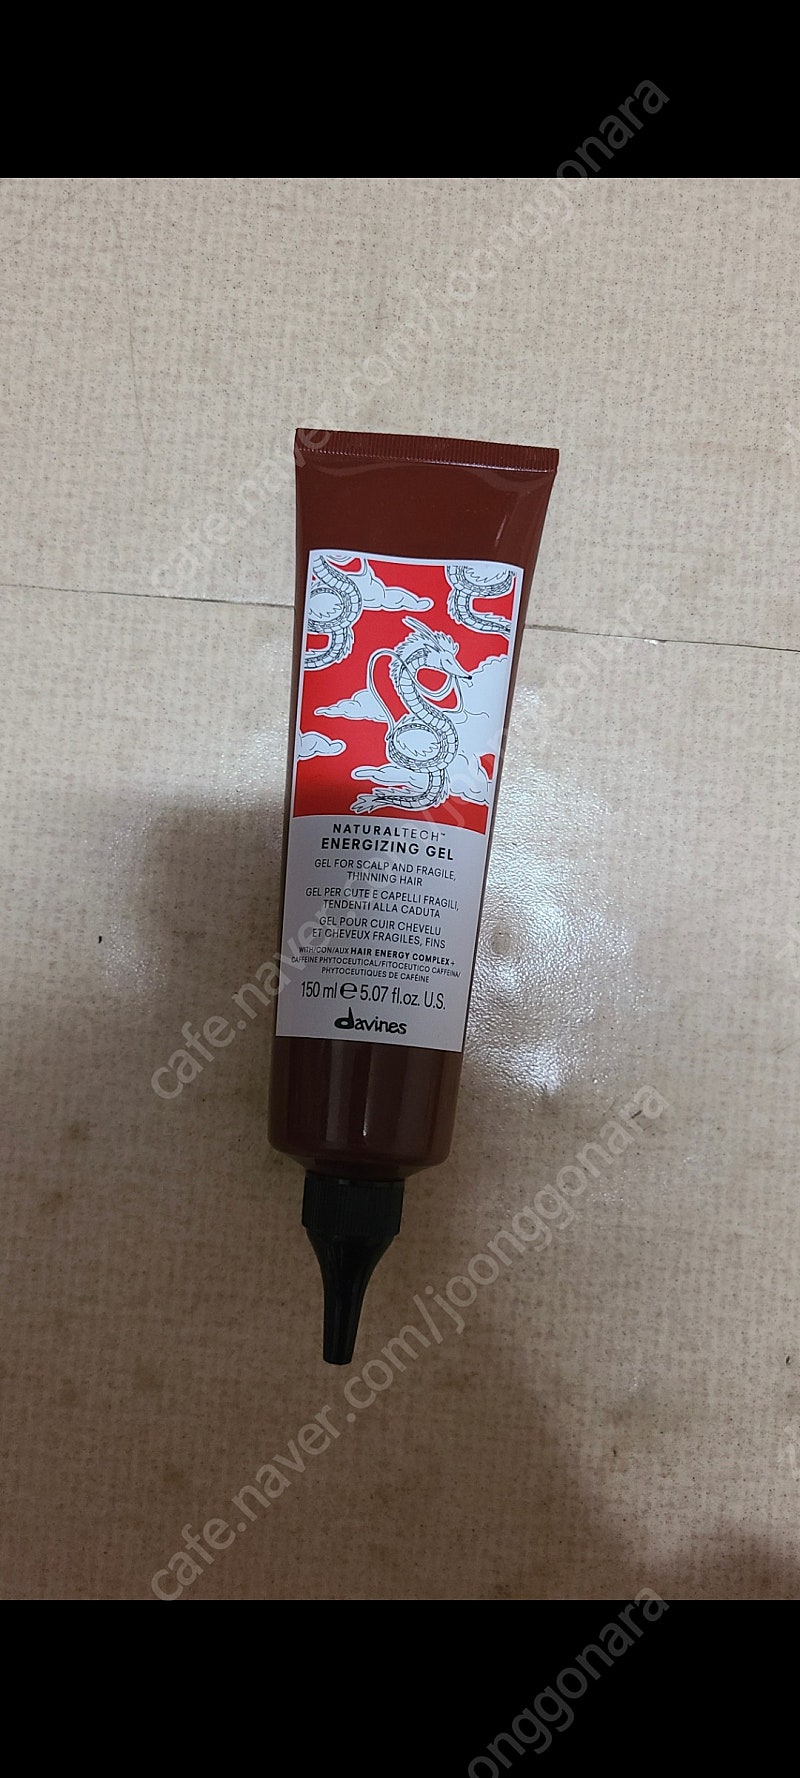 NATURALTECH™
ENERGIZING GEL
GEL FOR SCALP AND FRAGILE,
THINNING HAIR
GEL PER CUTE E CAPELLI FRAGILI,
TENDENTI ALLA CADUTA
GEL POUR CUIR CHEVELU
ET CHEVEUX FRAGILES, FINS
WITH/CON/AUX HAIR ENERGY COMPLEX+
CAFFEINE PHYTOCEUTICAL/FITOCEUTICO CAFFEINA/
PHYTOCEUTIQUES DE CAFÉINE
150 ml ℮ 5.07 fl.oz. U.S.
davines
cafe.naver.com/joonggonara
cafe.naver.com/joonggonara
cafe.naver.com/joonggonara
joonggonara